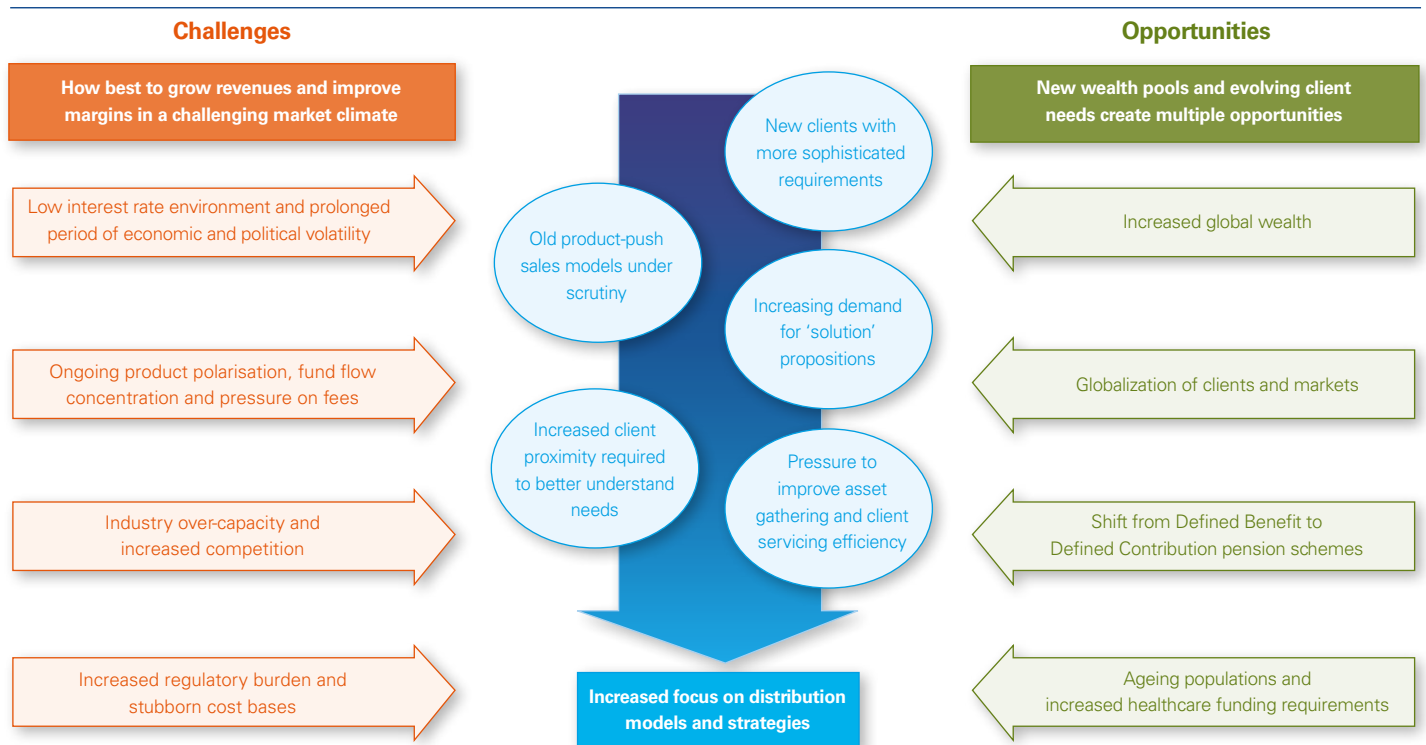 Challenges
How best to grow revenues and improve
margins in a challenging market climate
Low interest rate environment and prolonged
period of economic and political volatility
Ongoing product polarisation, fund flow
concentration and pressure on fees
Industry over-capacity and
increased competition
Increased regulatory burden and
stubborn cost bases
New clients with
more sophisticated
requirements
Old product-push
sales models under
scrutiny
Increasing demand
for ‘solution’
propositions
Increased client
proximity required
to better understand
needs
Pressure to
improve asset
gathering and client
servicing efficiency
Increased focus on distribution
models and strategies
Opportunities
New wealth pools and evolving client
needs create multiple opportunities
Increased global wealth
Globalization of clients and markets
Shift from Defined Benefit to
Defined Contribution pension schemes
Ageing populations and
increased healthcare funding requirements